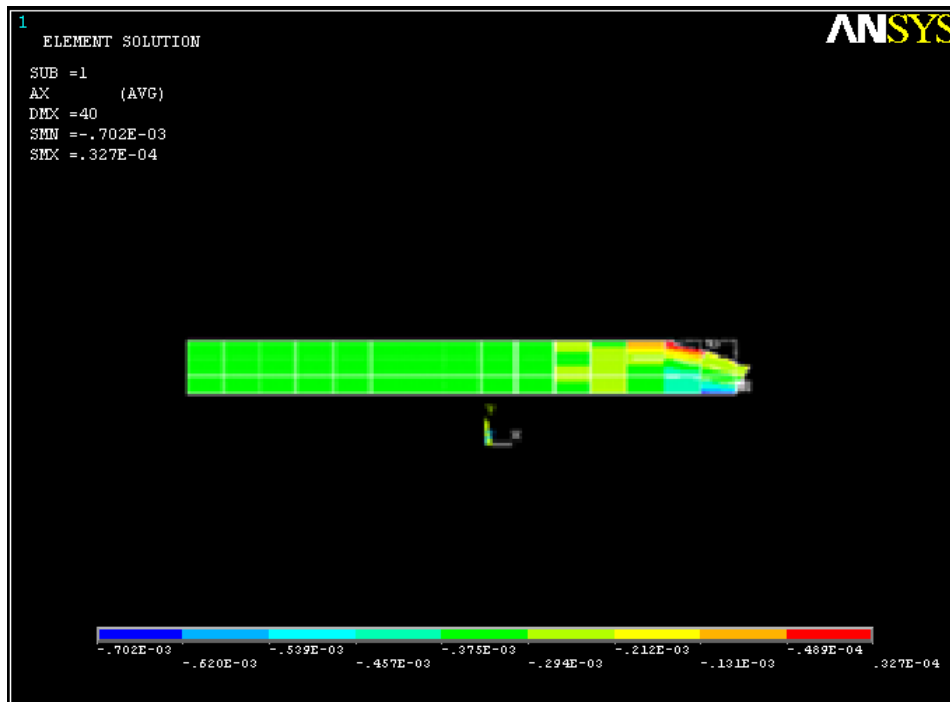 1
ANSYS
ELEMENT SOLUTION
SUB =1
AX (AVG)
DMX =40
SMN =-.702E-03
SMX =.327E-04
-.702E-03 -.539E-03 -.375E-03 -.212E-03 -.489E-04
-.620E-03 -.457E-03 -.294E-03 -.131E-03 .327E-04